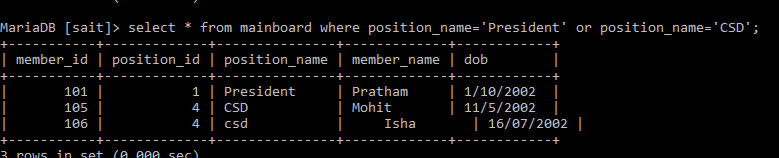 MariaDB [sait]> select * from mainboard where position_name='President' or position_name='CSD';
+-----------+-------------+---------------+-------------+------------+
| member_id | position_id | position_name | member_name | dob        |
+-----------+-------------+---------------+-------------+------------+
|       101 |           1 | President     | Pratham     | 1/10/2002  |
|       105 |           4 | CSD           | Mohit       | 11/5/2002  |
|       106 |           4 | csd           |     Isha       | 16/07/2002 |
+-----------+-------------+---------------+-------------+------------+
3 rows in set (0.000 sec)